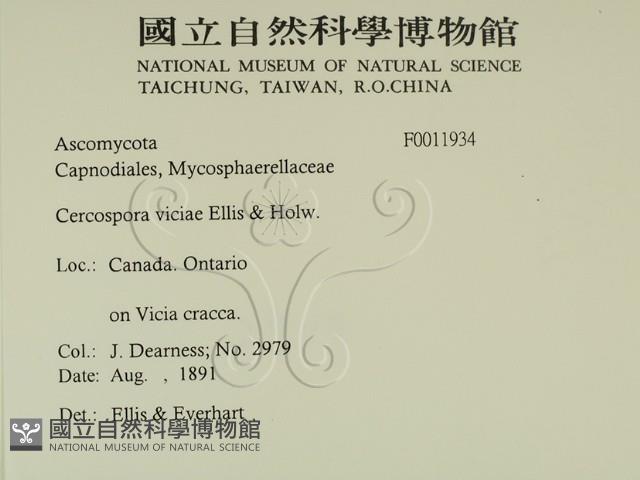 國立自然科學博物館
NATIONAL MUSEUM OF NATURAL SCIENCE
TAICHUNG, TAIWAN, R.O.CHINA
Ascomycota F0011934
Capnodiales, Mycosphaerellaceae
Cercospora viciae Ellis & Holw.
Loc.: Canada. Ontario
on Vicia cracca.
Col.: J. Dearness; No. 2979
Date: Aug. , 1891
Det.: Ellis & Everhart
國立自然科學博物館
NATIONAL MUSEUM OF NATURAL SCIENCE